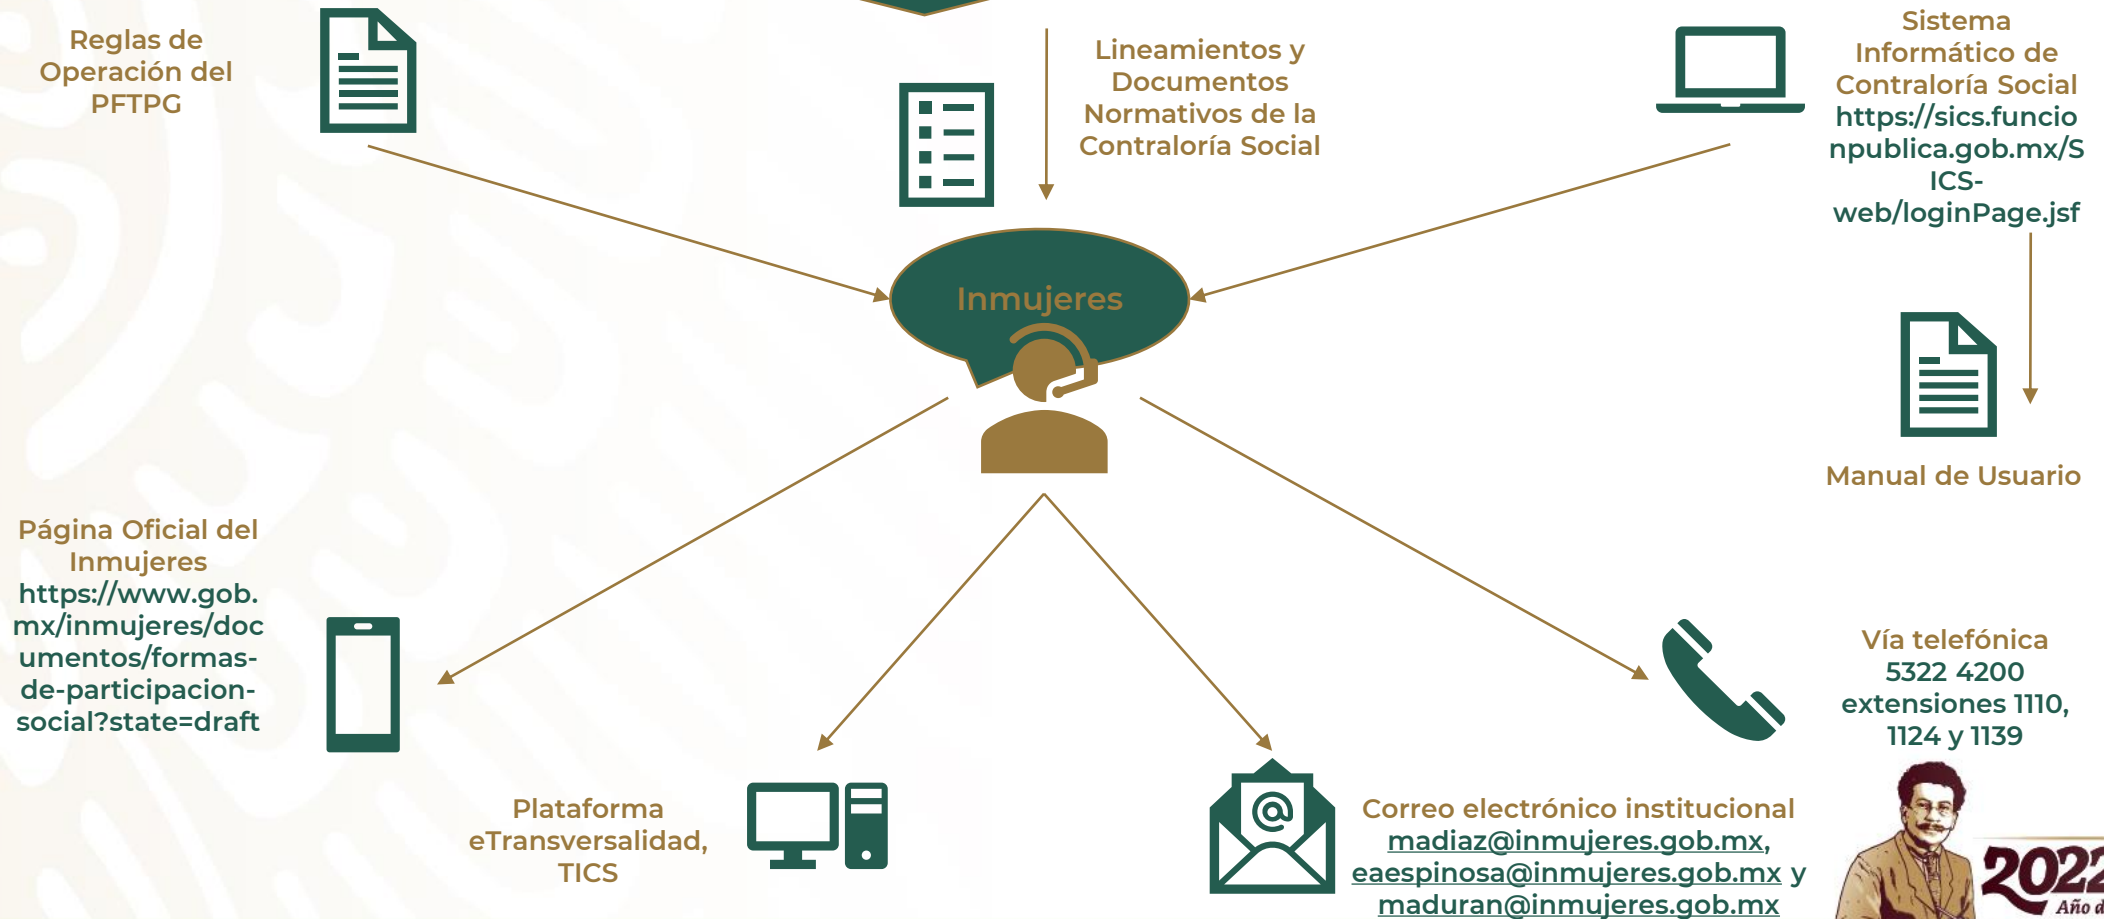 Reglas de
Operación del
PFTPG
Lineamientos y
Documentos
Normativos de la
Contraloría Social
Sistema
Informático de
Contraloría Social
https://sics.funcio
npublica.gob.mx/S
ICS-
web/loginPage.jsf
Inmujeres
Manual de Usuario
Página Oficial del
Inmujeres
https://www.gob.
mx/inmujeres/doc
umentos/formas-
de-participacion-
social?state=draft
Plataforma
eTransversalidad,
TICS
Correo electrónico institucional
madiaz@inmujeres.gob.mx,
eaespinosa@inmujeres.gob.mx y
maduran@inmujeres.gob.mx
Vía telefónica
5322 4200
extensiones 1110,
1124 y 1139
2022
Año d